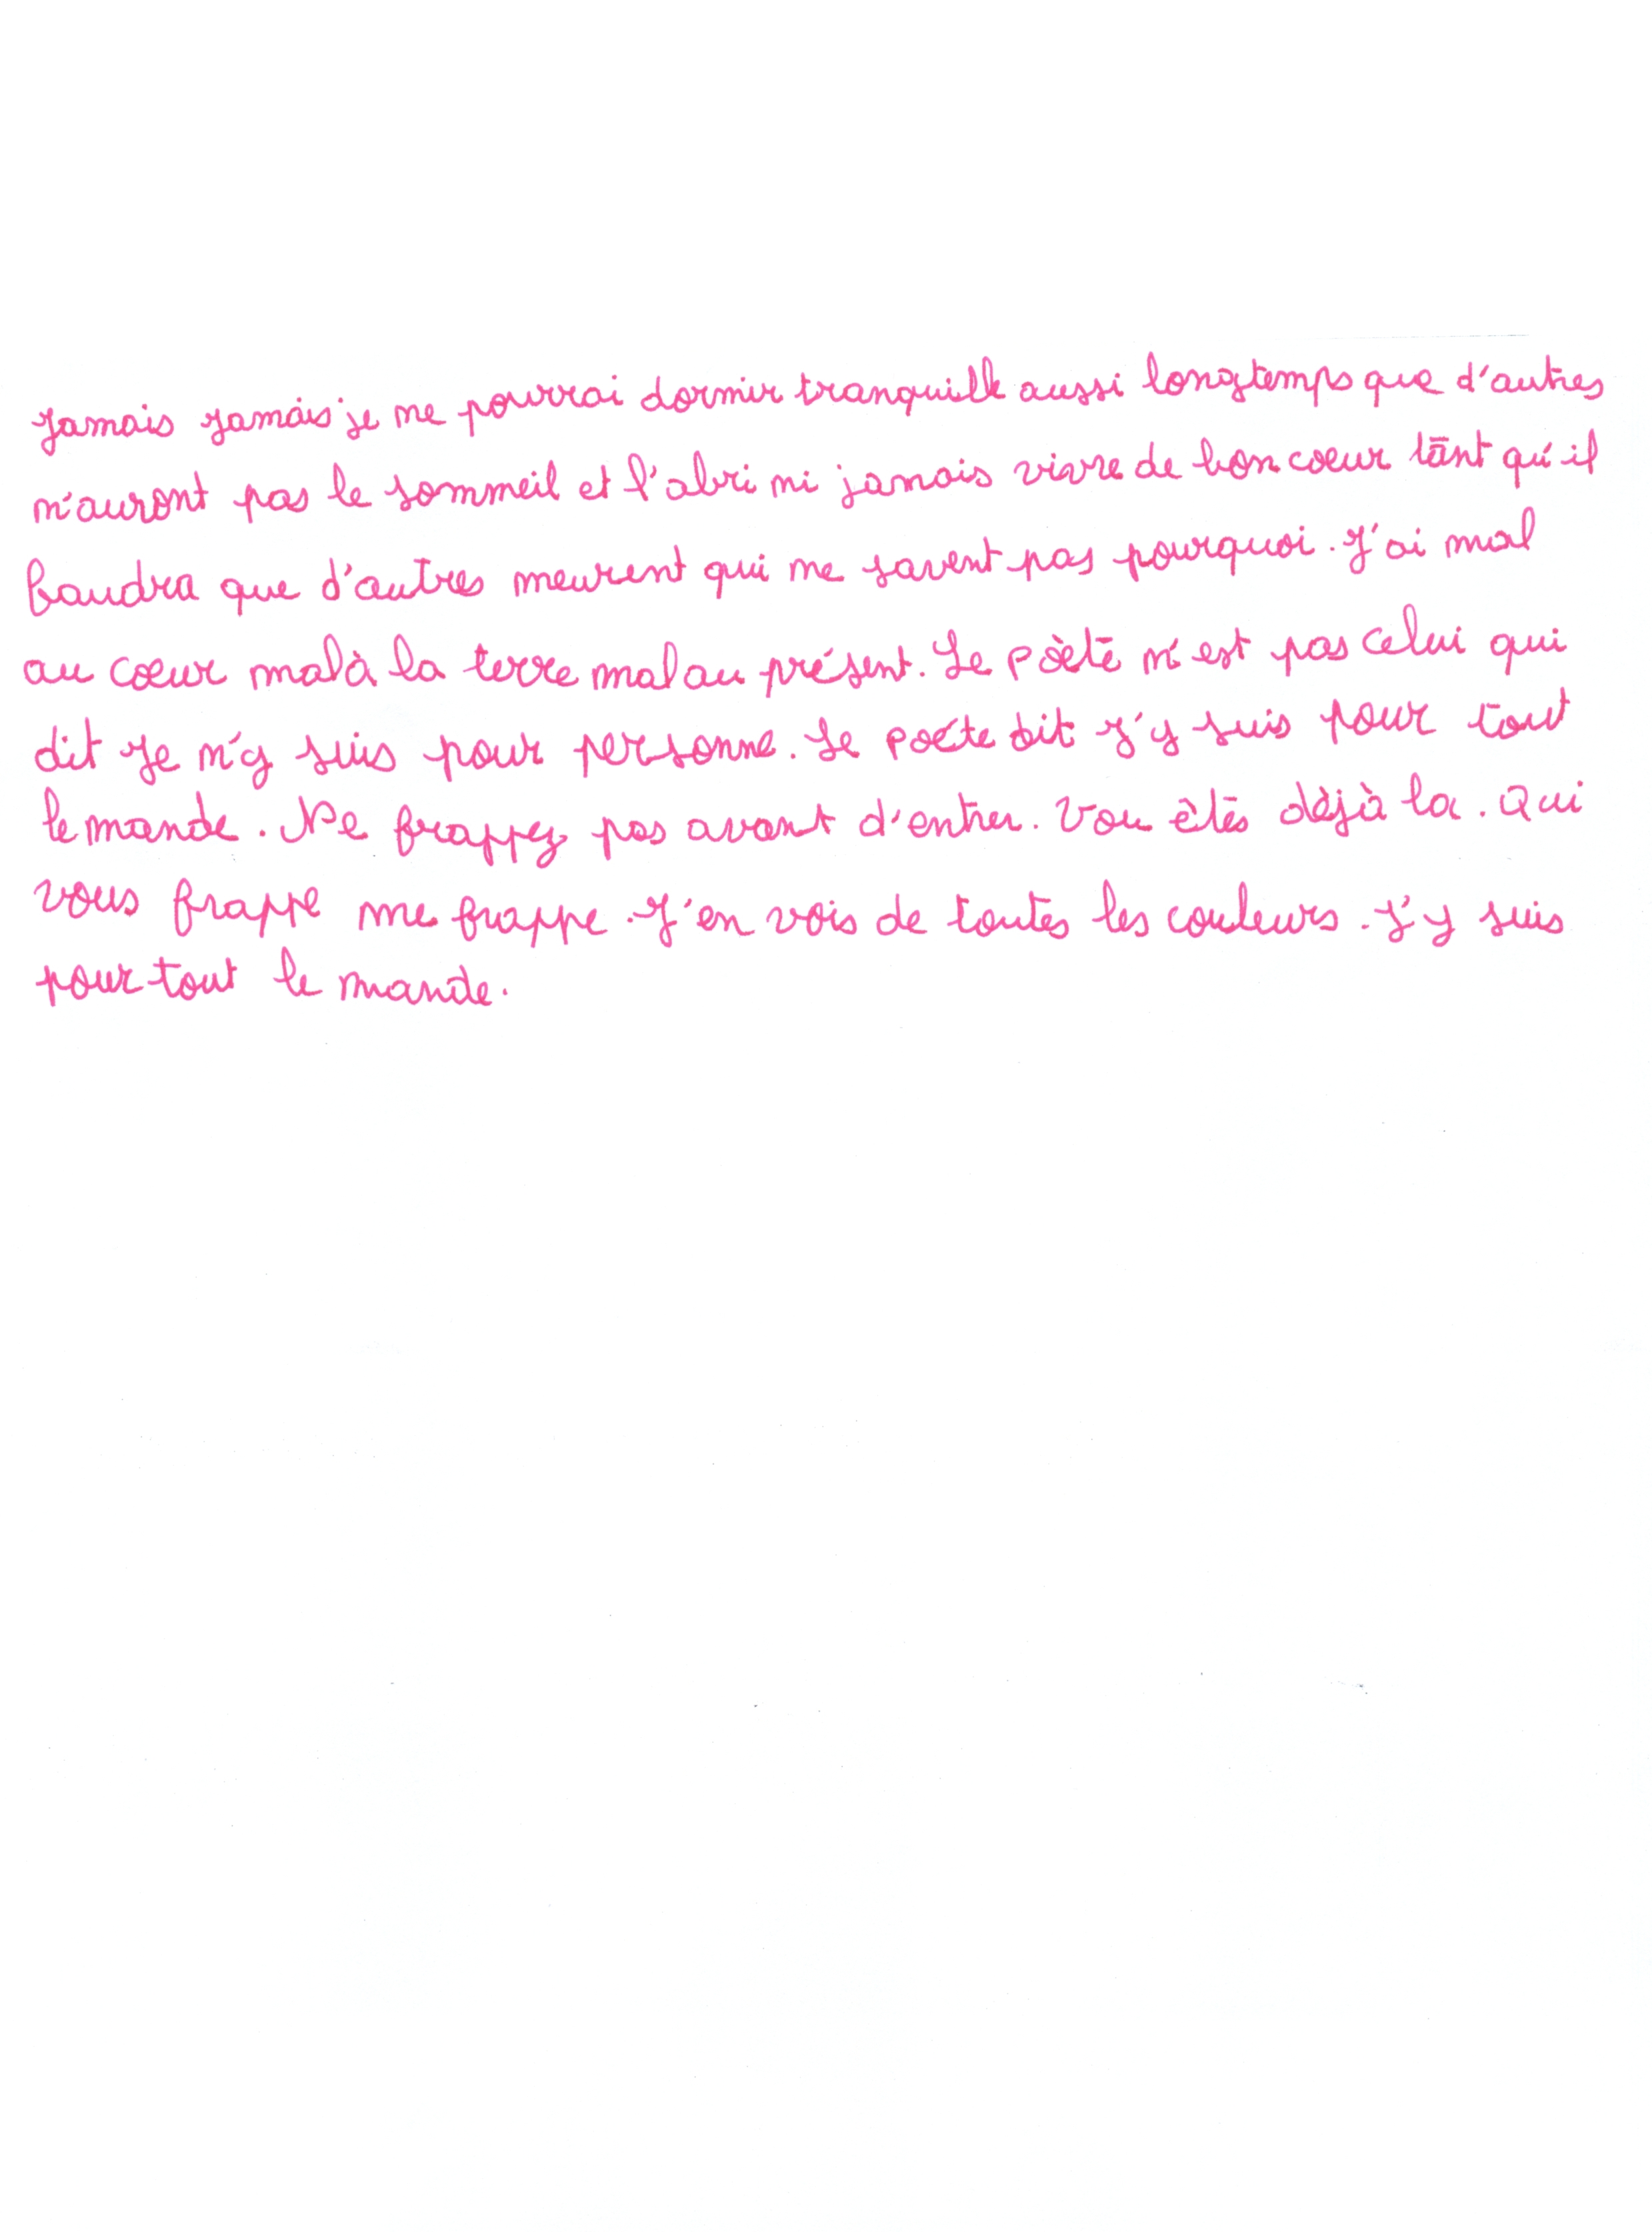 Jamais jamais je ne pourrai dormir tranquille aussi longtemps que d'autres
n'auront pas le sommeil et l'abri ni jamais vivre de bon coeur tant qu'il
faudra que d'autres meurent qui ne savent pas pourquoi. J'ai mal
au coeur mal à la terre mal au présent. Le poète n'est pas celui qui
dit Je n'y suis pour personne. Le poéte dit J'y suis pour tout
le monde. Ne frappez pas avant d'entrer. Vou êtes dèjà la. Qui
vous frappe me frappe. J'en vois de toutes les couleurs. J'y suis
pour tout le monde.